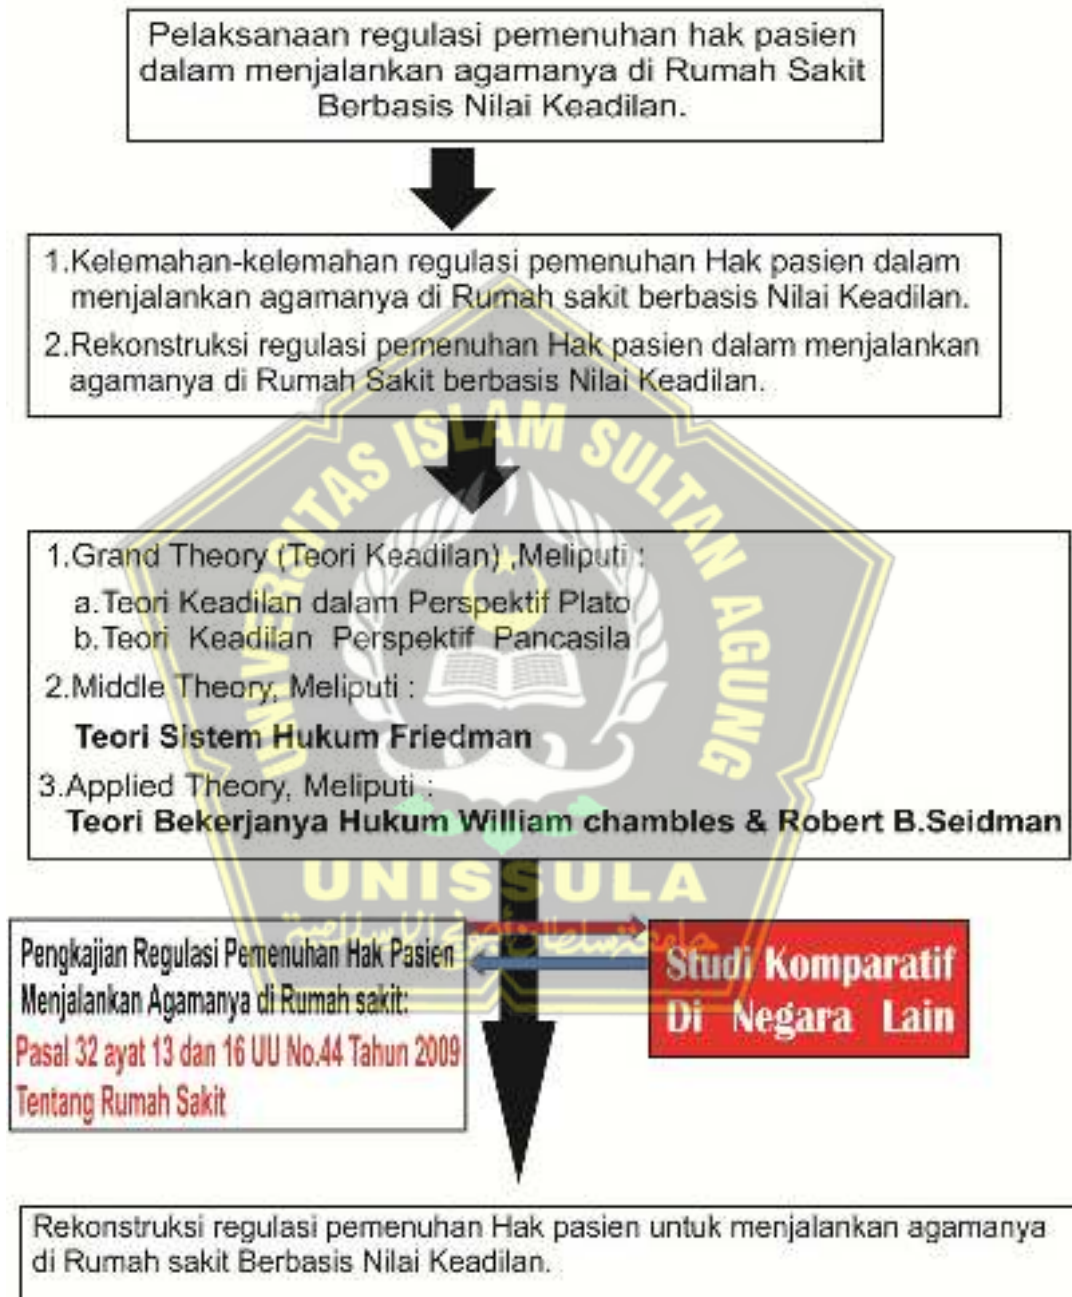 Pelaksanaan regulasi pemenuhan hak pasien
dalam menjalankan agamanya di Rumah Sakit
Berbasis Nilai Keadilan.
1.Kelemahan-kelemahan regulasi pemenuhan Hak pasien dalam
menjalankan agamanya di Rumah sakit berbasis Nilai Keadilan.
2.Rekonstruksi regulasi pemenuhan Hak pasien dalam menjalankan
agamanya di Rumah Sakit berbasis Nilai Keadilan.
UNIVERSITAS ISLAM SULTAN AGUNG
1.Grand Theory (Teori Keadilan) ,Meliputi :
a.Teori Keadilan dalam Perspektif Plato
b.Teori Keadilan Perspektif Pancasila
2.Middle Theory, Meliputi :
Teori Sistem Hukum Friedman
3.Applied Theory, Meliputi :
Teori Bekerjanya Hukum William chambles & Robert B.Seidman
UNISSULA
جامعتنسلطان أجونج الإسلامية
Pengkajian Regulasi Pemenuhan Hak Pasien
Menjalankan Agamanya di Rumah sakit:
Pasal 32 ayat 13 dan 16 UU No.44 Tahun 2009
Tentang Rumah Sakit
Studi Komparatif
Di Negara Lain
Rekonstruksi regulasi pemenuhan Hak pasien untuk menjalankan agamanya
di Rumah sakit Berbasis Nilai Keadilan.